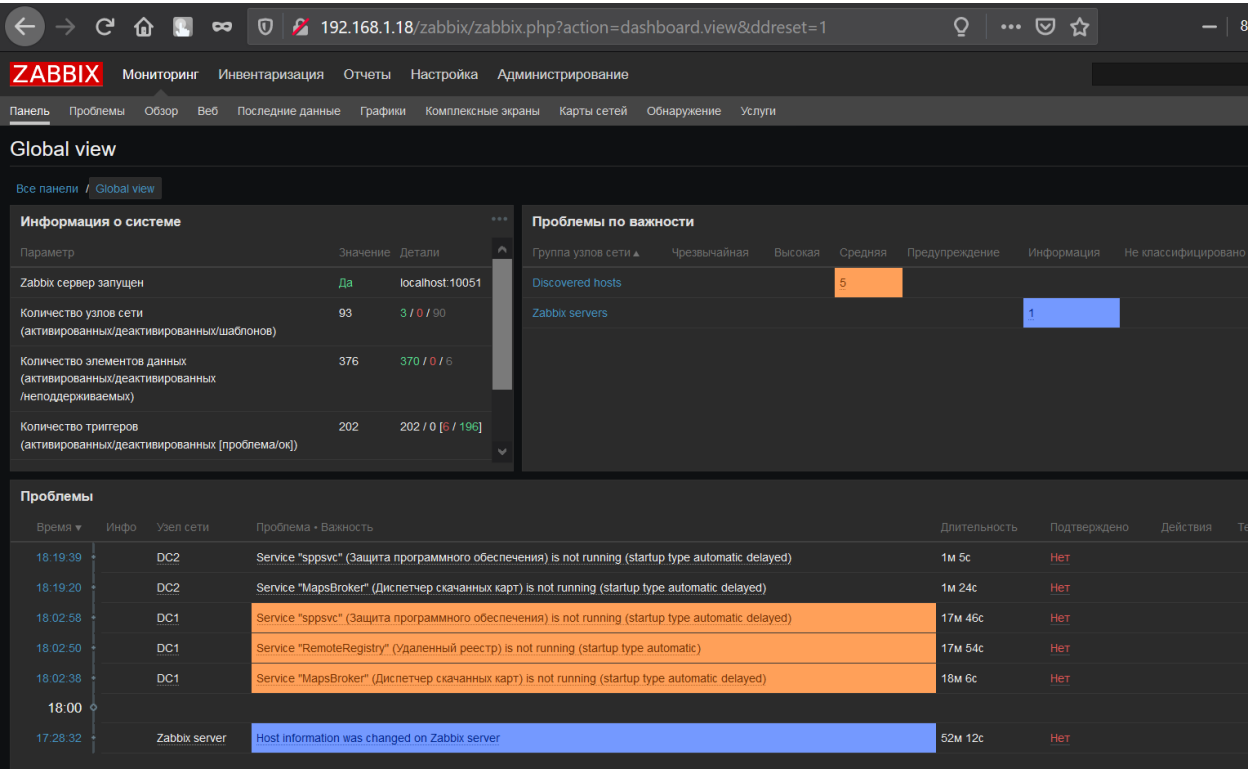 192.168.1.18/zabbix/zabbix.php?action=dashboard.view&ddreset=1
8
ZABBIX Мониторинг Инвентаризация Отчеты Настройка Администрирование
Панель Проблемы Обзор Веб Последние данные Графики Комплексные экраны Карты сетей Обнаружение Услуги
Global view
Все панели / Global view
Информация о системе
Параметр Значение Детали
Zabbix сервер запущен Да localhost:10051
Количество узлов сети 93 3 / 0 / 90
(активированных/деактивированных/шаблонов)
Количество элементов данных 376 370 / 0 / 6
(активированных/деактивированных
/неподдерживаемых)
Количество триггеров 202 202 / 0 [6 / 196]
(активированных/деактивированных [проблема/ок])
Проблемы по важности
Группа узлов сети Чрезвычайная Высокая Средняя Предупреждение Информация Не классифицировано
Discovered hosts 5
Zabbix servers 1
Проблемы
Время Инфо Узел сети Проблема • Важность Длительность Подтверждено Действия Те
18:19:39 DC2 Service "sppsvc" (Защита программного обеспечения) is not running (startup type automatic delayed) 1м 5с Нет
18:19:20 DC2 Service "MapsBroker" (Диспетчер скачанных карт) is not running (startup type automatic delayed) 1м 24с Нет
18:02:58 DC1 Service "sppsvc" (Защита программного обеспечения) is not running (startup type automatic delayed) 17м 46с Нет
18:02:50 DC1 Service "RemoteRegistry" (Удаленный реестр) is not running (startup type automatic) 17м 54с Нет
18:02:38 DC1 Service "MapsBroker" (Диспетчер скачанных карт) is not running (startup type automatic delayed) 18м 6с Нет
18:00
17:28:32 Zabbix server Host information was changed on Zabbix server 52м 12с Нет